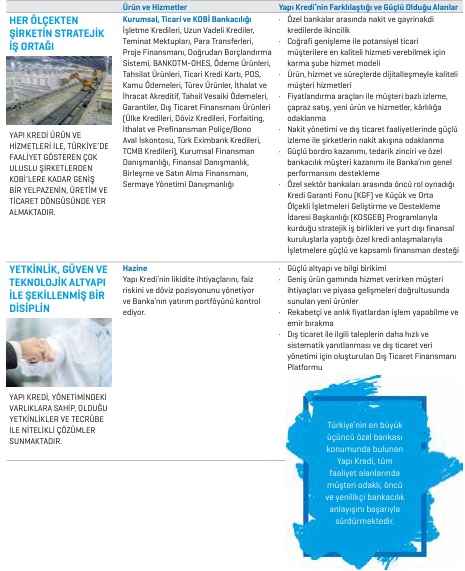 Ürün ve Hizmetler
Yapı Kredi'nin Farklılaştığı ve Güçlü Olduğu Alanlar
HER ÖLÇEKTEN
ŞİRKETİN STRATEJİK
İŞ ORTAĞI
YAPI KREDİ ÜRÜN VE
HİZMETLERİ İLE, TÜRKİYE'DE
FAALİYET GÖSTEREN ÇOK
ULUSLU ŞİRKETLERDEN
KOBİ'LERE KADAR GENİŞ
BİR YELPAZENİN, ÜRETİM VE
TİCARET DÖNGÜSÜNDE YER
ALMAKTADIR.
Kurumsal, Ticari ve KOBİ Bankacılığı
İşletme Kredileri, Uzun Vadeli Krediler,
Teminat Mektupları, Para Transferleri,
Proje Finansmanı, Doğrudan Borçlandırma
Sistemi, BANKOTM-OHES, Ödeme Ürünleri,
Tahsilat Ürünleri, Ticari Kredi Kartı, POS,
Kamu Ödemeleri, Türev Ürünler, İthalat ve
İhracat Akreditif, Tahsil Vesaiki Ödemeleri,
Garantiler, Dış Ticaret Finansmanı Ürünleri
(Ülke Kredileri, Döviz Kredileri, Forfaiting,
İthalat ve Prefinansman Poliçe/Bono
Aval İskontosu, Türk Eximbank Kredileri,
TCMB Kredileri), Kurumsal Finansman
Danışmanlığı, Finansal Danışmanlık,
Birleşme ve Satın Alma Finansmanı,
Sermaye Yönetimi Danışmanlığı
· Özel bankalar arasında nakit ve gayrinakdi
kredilerde ikincilik
· Coğrafi genişleme ile potansiyel ticari
müşterilere en kaliteli hizmeti verebilmek için
karma şube hizmet modeli
· Ürün, hizmet ve süreçlerde dijitalleşmeyle kaliteli
müşteri hizmetleri
· Fiyatlandırma araçları ile müşteri bazlı izleme,
çapraz satış, yeni ürün ve hizmetler, kârlılığa
odaklanma
· Nakit yönetimi ve dış ticaret faaliyetlerinde güçlü
izleme ile şirketlerin nakit akışına odaklanma
· Güçlü bordro kazanımı, tedarik zinciri ve özel
bankacılık müşteri kazanımı ile Banka'nın genel
performansını destekleme
· Özel sektör bankaları arasında öncü rol oynadığı
Kredi Garanti Fonu (KGF) ve Küçük ve Orta
Ölçekli İşletmeleri Geliştirme ve Destekleme
İdaresi Başkanlığı (KOSGEB) Programlarıyla
kurduğu stratejik iş birlikleri ve yurt dışı finansal
kuruluşlarla yaptığı özel kredi anlaşmalarıyla
İşletmelere güçlü ve kapsamlı finansman desteği
YETKİNLİK, GÜVEN VE
TEKNOLOJİK ALTYAPI
İLE ŞEKİLLENMİŞ BİR
DİSİPLİN
YAPI KREDİ, YÖNETİMİNDEKİ
VARLIKLARA SAHİP, OLDUĞU
YETKİNLİKLER VE TECRÜBE
İLE NİTELİKLİ ÇÖZÜMLER
SUNMAKTADIR.
Hazine
Yapı Kredi'nin likidite ihtiyaçlarını, faiz
riskini ve döviz pozisyonunu yönetiyor
ve Banka'nın yatırım portföyünü kontrol
ediyor.
· Güçlü altyapı ve bilgi birikimi
· Geniş ürün gamında hizmet verirken müşteri
ihtiyaçları ve piyasa gelişmeleri doğrultusunda
sunulan yeni ürünler
· Rekabetçi ve anlık fiyatlardan işlem yapabilme ve
emir bırakma
· Dış ticaret ile ilgili taleplerin daha hızlı ve
sistematik yanıtlanması ve dış ticaret veri
yönetimi için oluşturulan Dış Ticaret Finansmanı
Platformu
Türkiye'nin en büyük
üçüncü özel bankası
konumunda bulunan
Yapı Kredi, tüm
faaliyet alanlarında
müşteri odaklı, öncü
ve yenilikçi bankacılık
anlayışını başarıyla
sürdürmektedir.